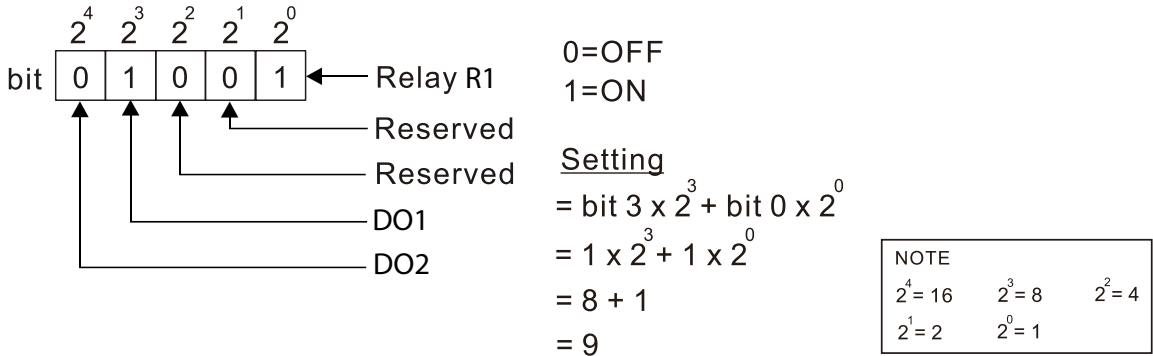 2⁴ 2³ 2² 2¹ 2⁰
bit 0 1 0 0 1 Relay R1
Reserved
Reserved
DO1
DO2
0=OFF
1=ON
Setting
= bit 3 x 2³ + bit 0 x 2⁰
= 1 x 2³ + 1 x 2⁰
= 8 + 1
= 9
NOTE
2⁴= 16 2³= 8 2²= 4
2¹= 2 2⁰= 1